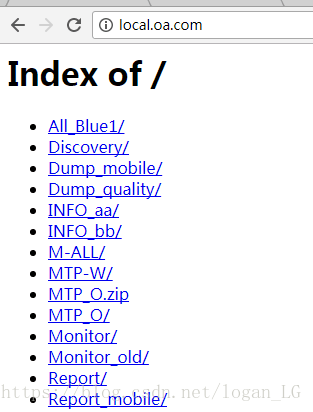 local.oa.com
Index of /
All_Blue1/
Discovery/
Dump_mobile/
Dump_quality/
INFO_aa/
INFO_bb/
M-ALL/
MTP-W/
MTP_O.zip
MTP_O/
Monitor/
Monitor_old/
Report/
Report_mobile/
https://blog.csdn.net/logan_LG